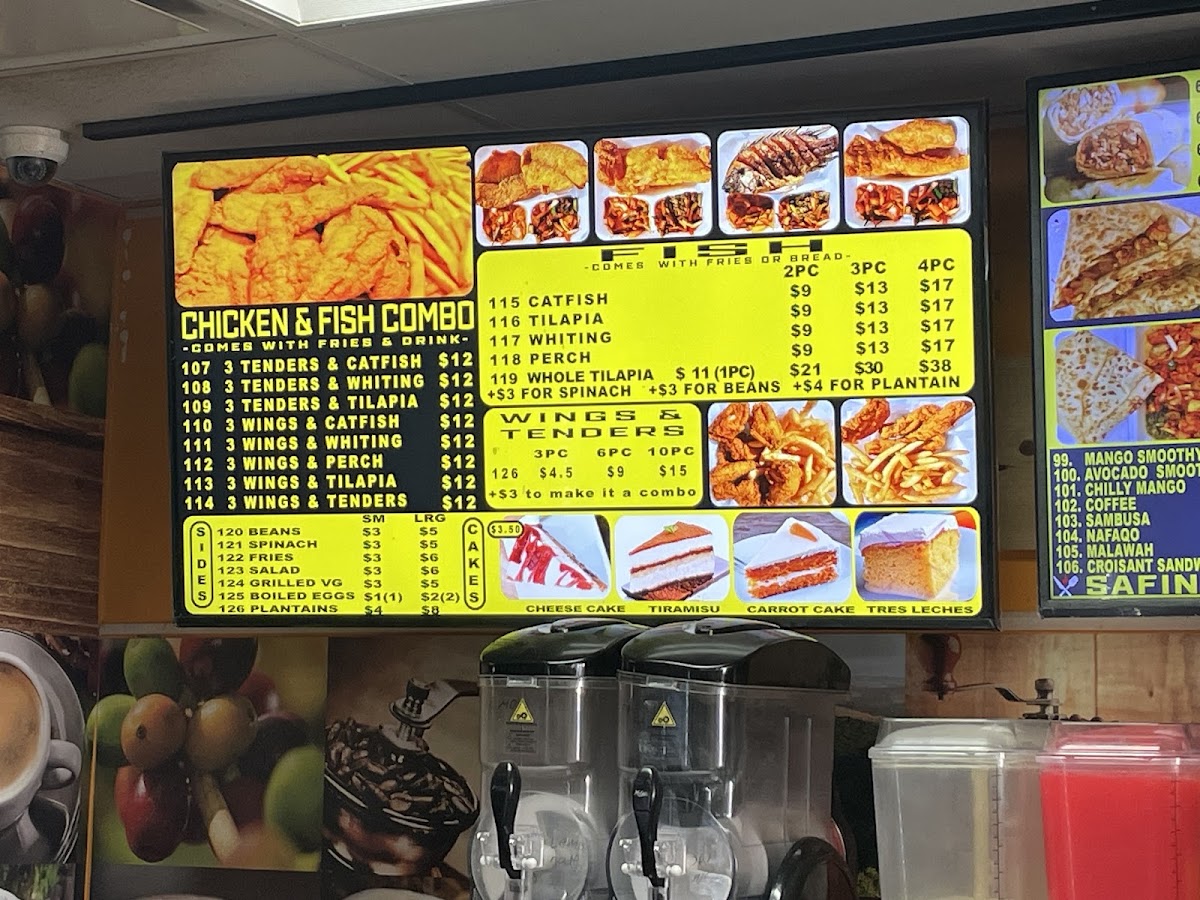 CHICKEN & FISH COMBO
-COMES WITH FRIES & DRINK-
107 3 TENDERS & CATFISH $12
108 3 TENDERS & WHITING $12
109 3 TENDERS & TILAPIA $12
110 3 WINGS & CATFISH $12
111 3 WINGS & WHITING $12
112 3 WINGS & PERCH $12
113 3 WINGS & TILAPIA $12
114 3 WINGS & TENDERS $12
FISH
-COMES WITH FRIES OR BREAD-
2PC 3PC 4PC
115 CATFISH $9 $13 $17
116 TILAPIA $9 $13 $17
117 WHITING $9 $13 $17
118 PERCH $9 $13 $17
119 WHOLE TILAPIA $ 11 (1PC) $21 $30 $38
+$3 FOR SPINACH +$3 FOR BEANS +$4 FOR PLANTAIN
WINGS &
TENDERS
3PC 6PC 10PC
126 $4.5 $9 $15
+$3 to make it a combo
SIDES
SM LRG
120 BEANS $3 $5
121 SPINACH $3 $5
122 FRIES $3 $6
123 SALAD $3 $6
124 GRILLED VG $3 $5
125 BOILED EGGS $1(1) $2(2)
126 PLANTAINS $4 $8
CAKES
$3.50
CHEESE CAKE TIRAMISU CARROT CAKE TRES LECHES
99. MANGO SMOOTHY
100. AVOCADO SMOO
101. CHILLY MANGO
102. COFFEE
103. SAMBUSA
104. NAFAQO
105. MALAWAH
106. CROISANT SANDW
SAFIN